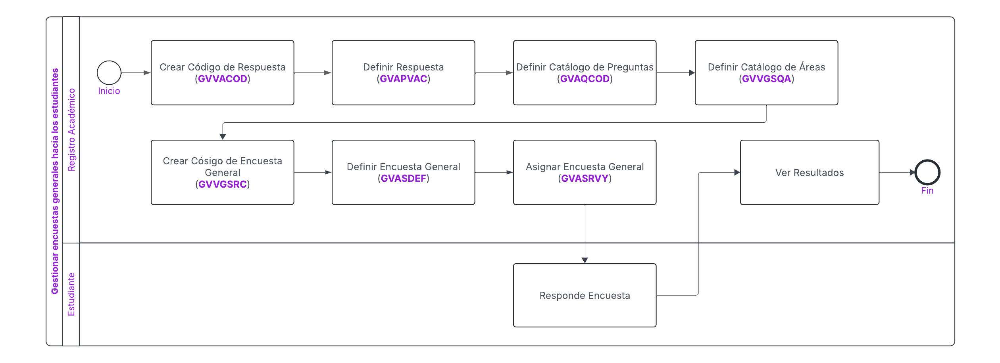 Gestionar encuestas generales hacia los estudiantes
Registro Académico
Inicio
Crear Código de Respuesta
(GVVACOD)
Definir Respuesta
(GVAPVAC)
Definir Catálogo de Preguntas
(GVAQCOD)
Definir Catálogo de Áreas
(GVVGSQA)
Crear Cósigo de Encuesta
General
(GVVGSRC)
Definir Encuesta General
(GVASDEF)
Asignar Encuesta General
(GVASRVY)
Ver Resultados
Fin
Estudiante
Responde Encuesta